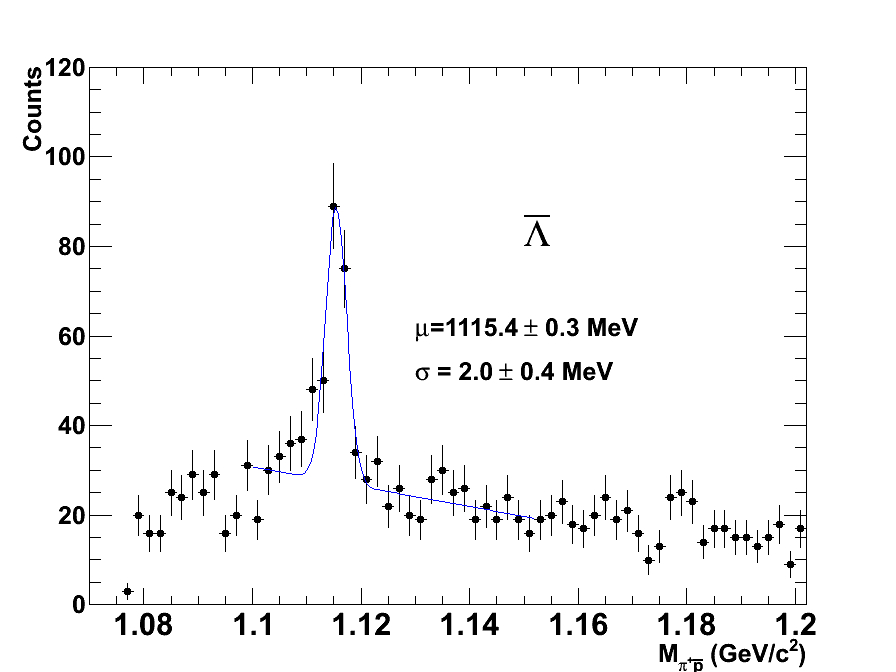 Counts
120
100
80
60
40
20
0
Λ̅
μ=1115.4 ± 0.3 MeV
σ = 2.0 ± 0.4 MeV
1.08 1.1 1.12 1.14 1.16 1.18 1.2
M_π⁺p̅ (GeV/c²)